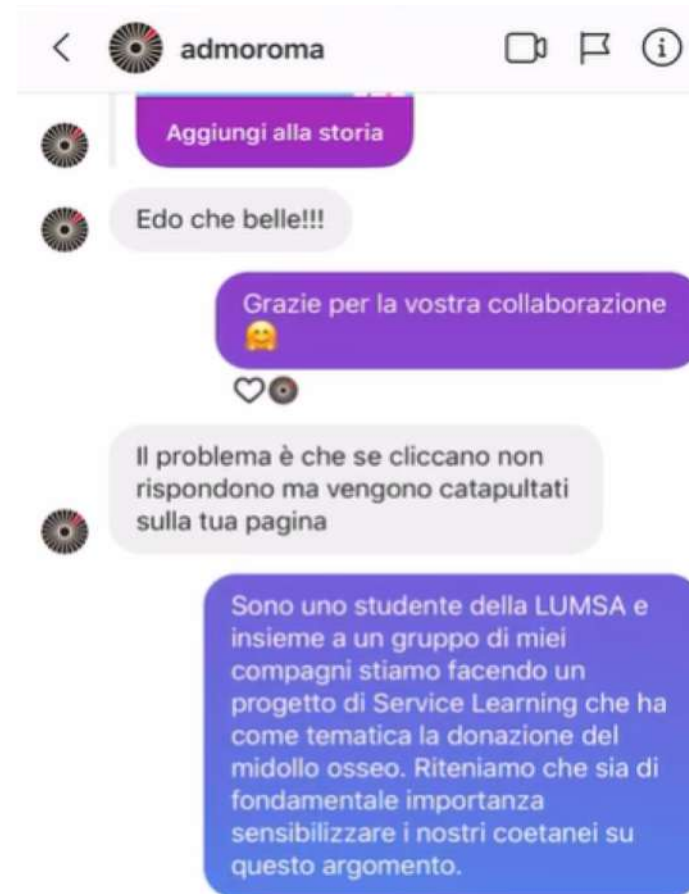 admoroma
Aggiungi alla storia
Edo che belle!!!
Grazie per la vostra collaborazione
🤗
Il problema è che se cliccano non
rispondono ma vengono catapultati
sulla tua pagina
Sono uno studente della LUMSA e
insieme a un gruppo di miei
compagni stiamo facendo un
progetto di Service Learning che ha
come tematica la donazione del
midollo osseo. Riteniamo che sia di
fondamentale importanza
sensibilizzare i nostri coetanei su
questo argomento.